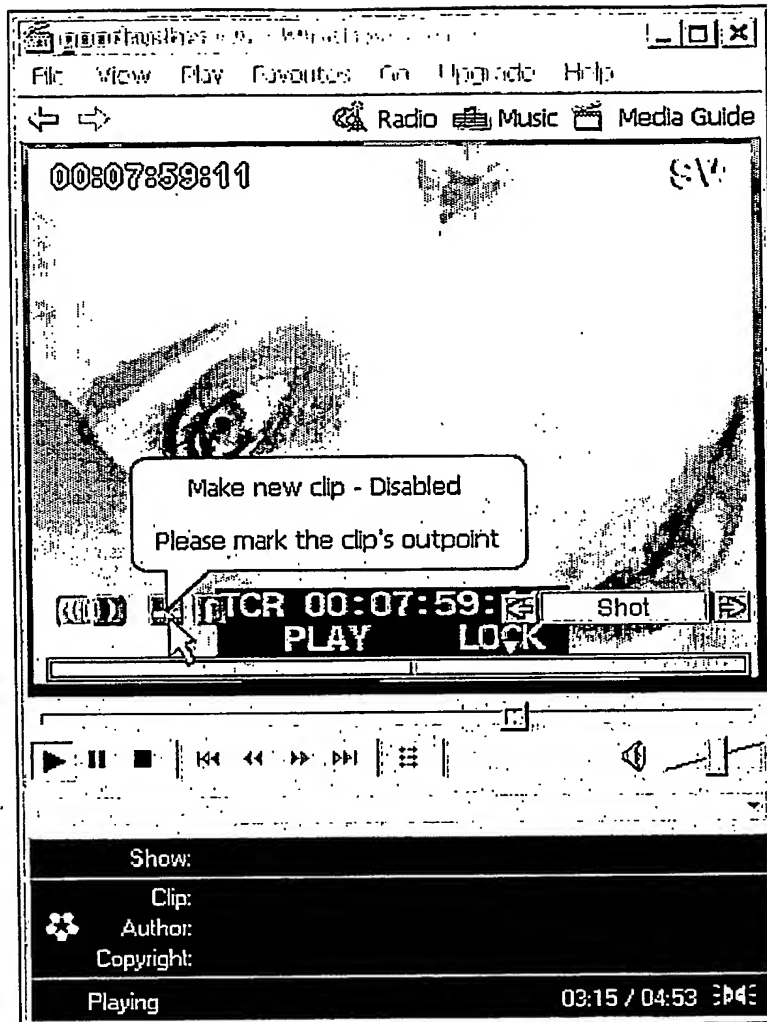 File View Play Favorites Go Upgrade Help
Radio Music Media Guide
00:07:59:11
Make new clip - Disabled
Please mark the clip's outpoint
TCR 00:07:59: Shot
PLAY LOCK
Show:
Clip:
Author:
Copyright:
Playing 03:15 / 04:53